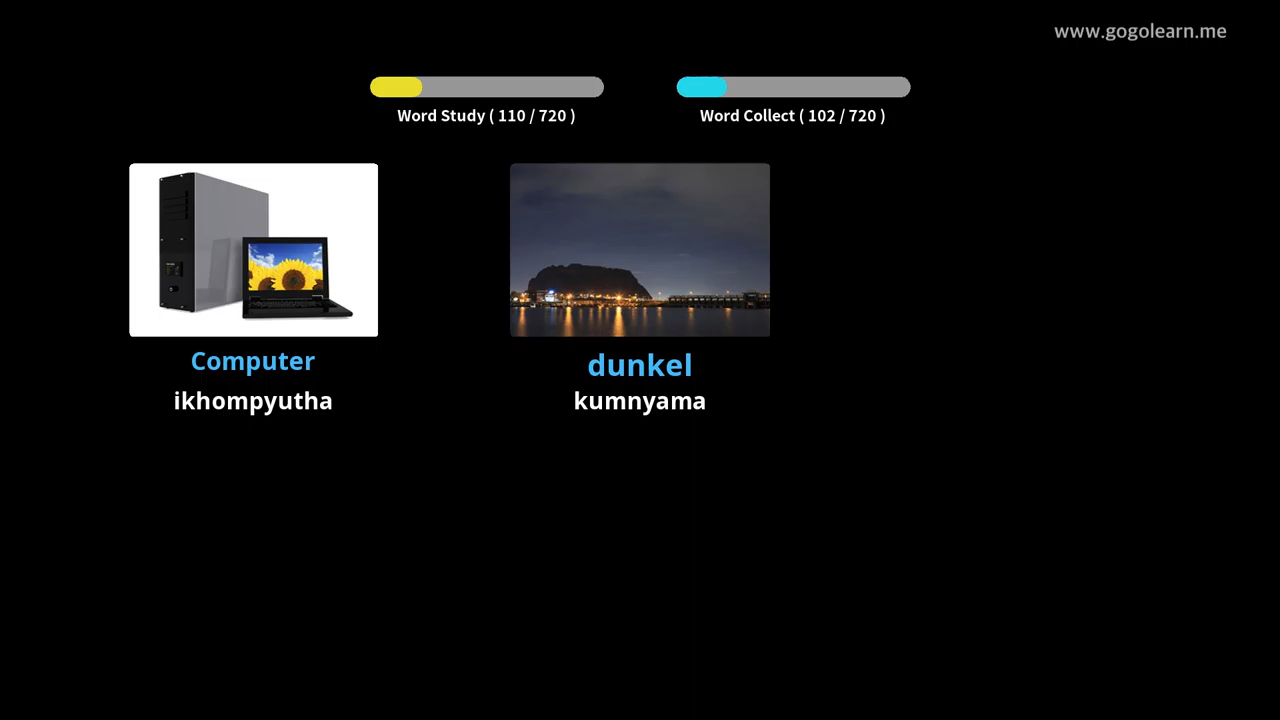 www.gogolearn.me
Word Study ( 110 / 720 )
Word Collect ( 102 / 720 )
Computer
ikhompyutha
dunkel
kumnyama